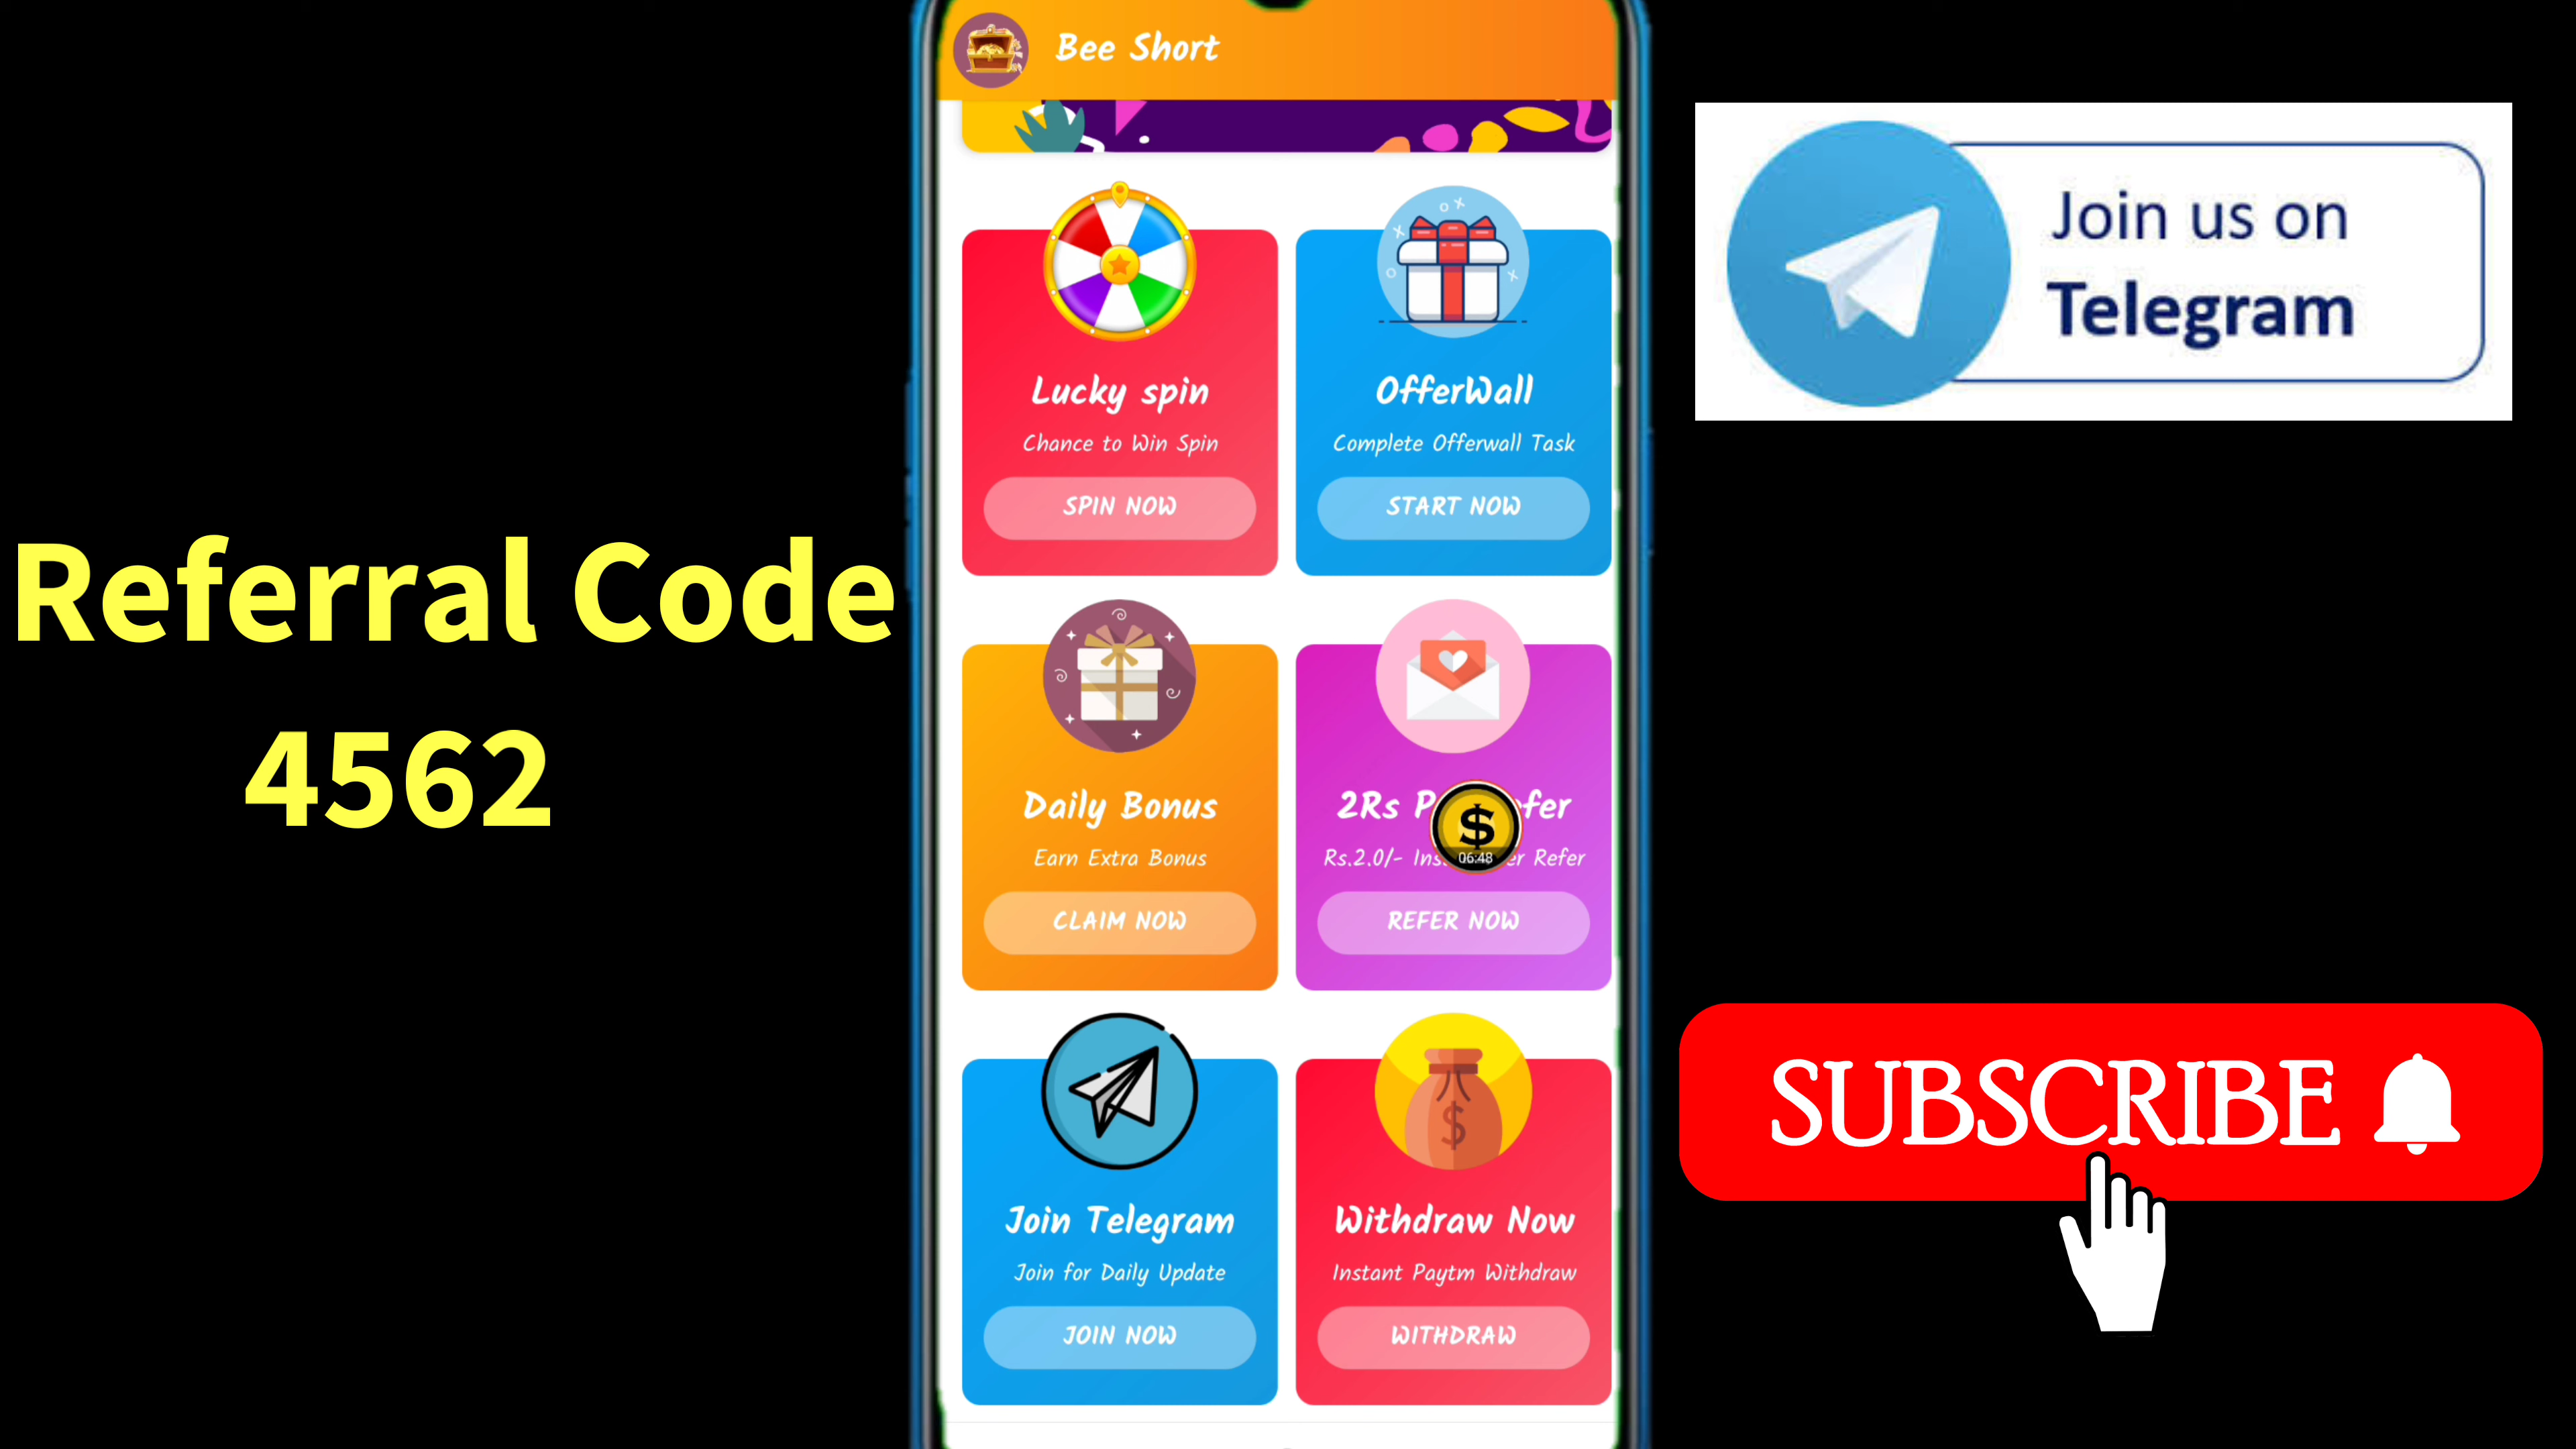 Bee Short
Lucky spin
Chance to Win Spin
SPIN NOW
OfferWall
Complete Offerwall Task
START NOW
Daily Bonus
Earn Extra Bonus
CLAIM NOW
2Rs
Rs.2.0/- Refer
06:48
REFER NOW
Join Telegram
Join for Daily Update
JOIN NOW
Withdraw Now
Instant Paytm Withdraw
WITHDRAW
Referral Code
4562
Join us on
Telegram
SUBSCRIBE